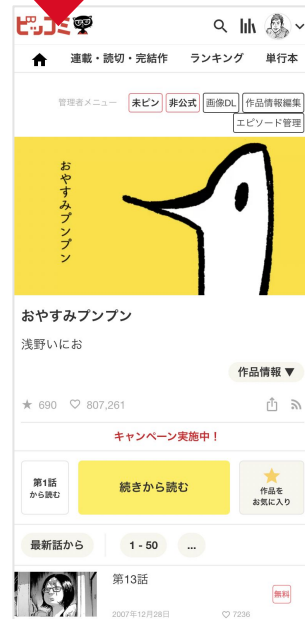 ビッコミ
連載・読切・完結作 ランキング 単行本
管理者メニュー 未ピン 非公式 画像DL 作品情報編集
エピソード管理
おやすみプンプン
おやすみプンプン
浅野いにお
作品情報 ▼
★ 690 ♡ 807,261
キャンペーン実施中！
第1話
から読む
続きから読む
作品を
お気に入り
最新話から 1 - 50 ...
第13話
無料
2007年12月28日 ♡ 7236